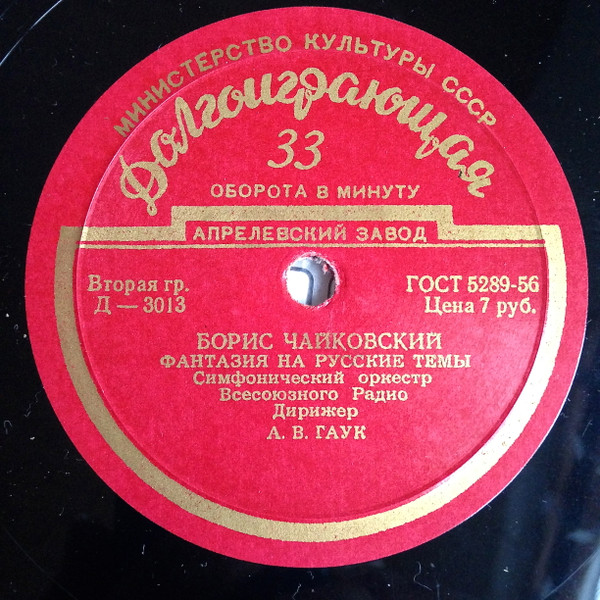 МИНИСТЕРСТВО КУЛЬТУРЫ СССР
Долгоиграющая
33
ОБОРОТА В МИНУТУ
АПРЕЛЕВСКИЙ ЗАВОД
Вторая гр. ГОСТ 5289-56
Д — 3013 Цена 7 руб.
БОРИС ЧАЙКОВСКИЙ
ФАНТАЗИЯ НА РУССКИЕ ТЕМЫ
Симфонический оркестр
Всесоюзного Радио
Дирижер
А. В. ГАУК